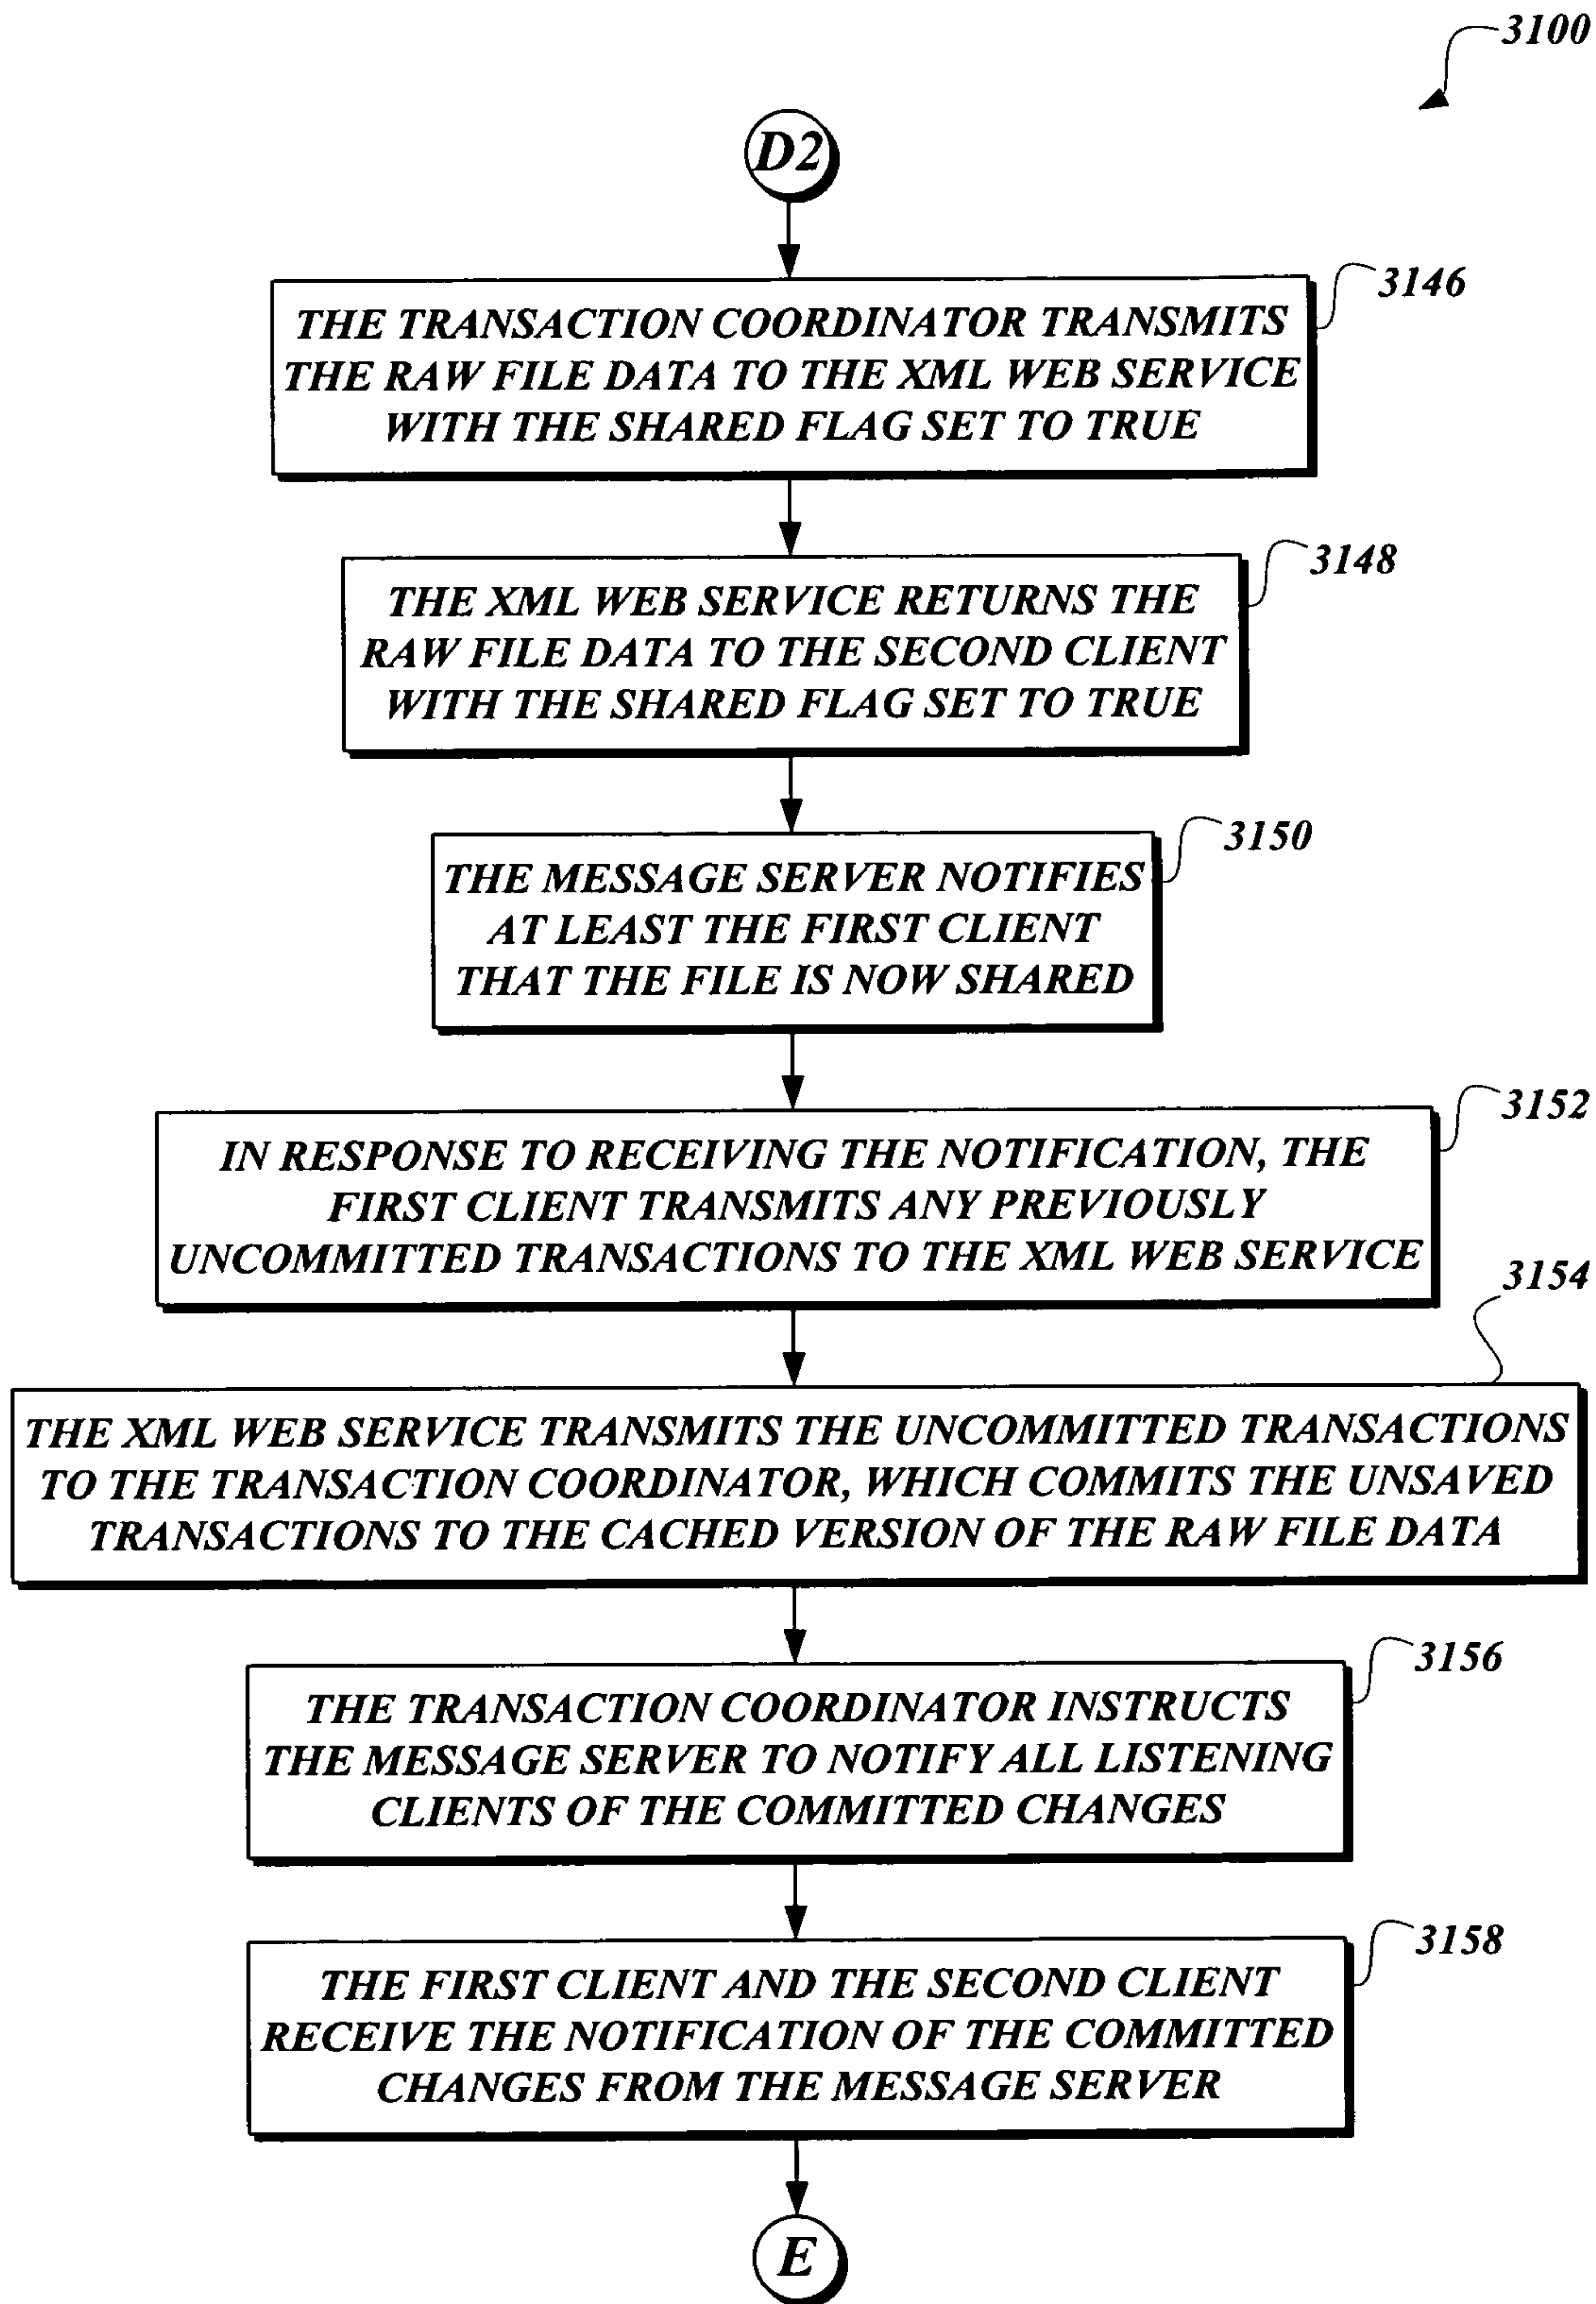 3100
D2
3146
THE TRANSACTION COORDINATOR TRANSMITS
THE RAW FILE DATA TO THE XML WEB SERVICE
WITH THE SHARED FLAG SET TO TRUE
3148
THE XML WEB SERVICE RETURNS THE
RAW FILE DATA TO THE SECOND CLIENT
WITH THE SHARED FLAG SET TO TRUE
3150
THE MESSAGE SERVER NOTIFIES
AT LEAST THE FIRST CLIENT
THAT THE FILE IS NOW SHARED
3152
IN RESPONSE TO RECEIVING THE NOTIFICATION, THE
FIRST CLIENT TRANSMITS ANY PREVIOUSLY
UNCOMMITTED TRANSACTIONS TO THE XML WEB SERVICE
3154
THE XML WEB SERVICE TRANSMITS THE UNCOMMITTED TRANSACTIONS
TO THE TRANSACTION COORDINATOR, WHICH COMMITS THE UNSAVED
TRANSACTIONS TO THE CACHED VERSION OF THE RAW FILE DATA
3156
THE TRANSACTION COORDINATOR INSTRUCTS
THE MESSAGE SERVER TO NOTIFY ALL LISTENING
CLIENTS OF THE COMMITTED CHANGES
3158
THE FIRST CLIENT AND THE SECOND CLIENT
RECEIVE THE NOTIFICATION OF THE COMMITTED
CHANGES FROM THE MESSAGE SERVER
E